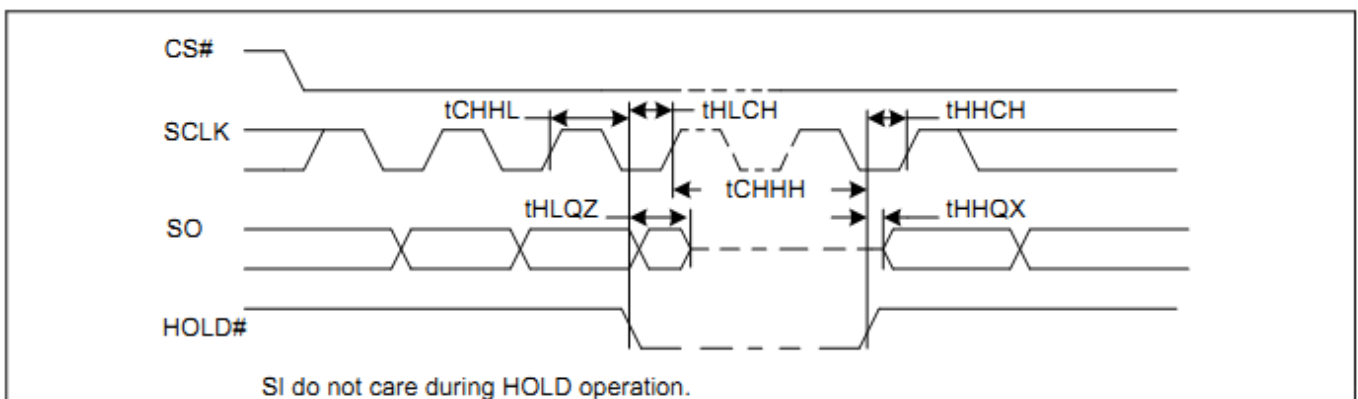 CS#
tCHHL
tHLCH
tHHCH
SCLK
tCHHH
tHLQZ
tHHQX
SO
HOLD#
SI do not care during HOLD operation.